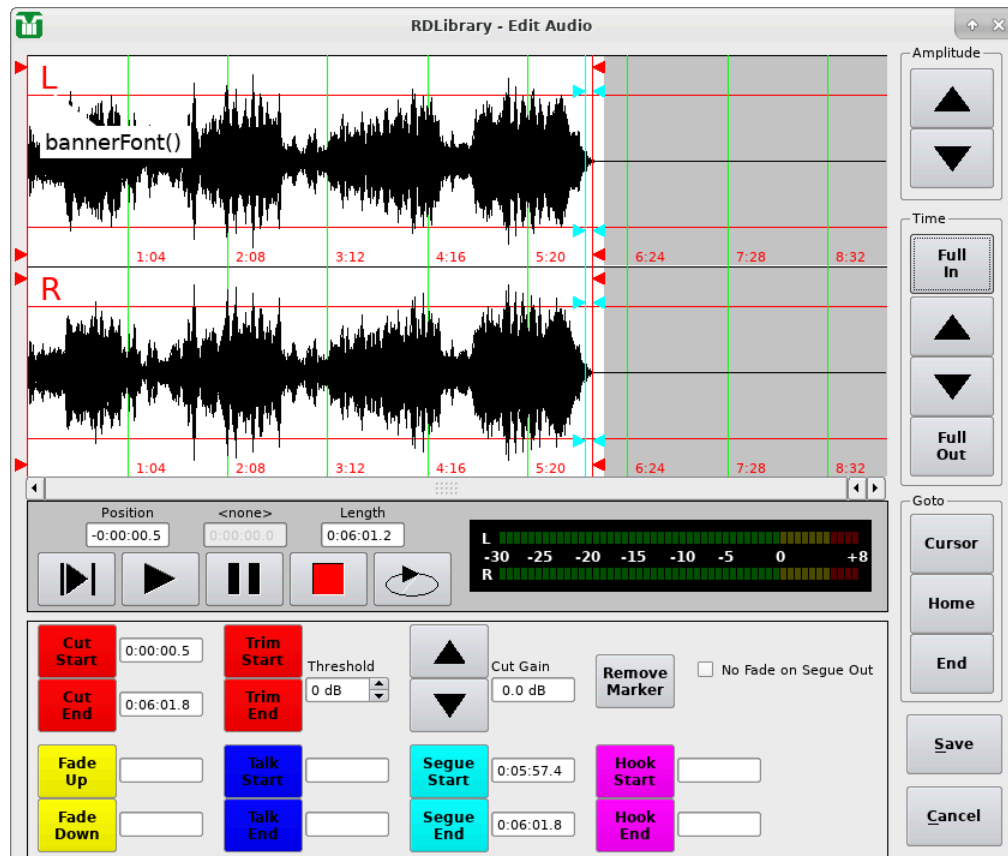 RDLibrary - Edit Audio
L
bannerFont()
1:04 2:08 3:12 4:16 5:20 6:24 7:28 8:32
R
1:04 2:08 3:12 4:16 5:20 6:24 7:28 8:32
Amplitude
Time
Full
In
Full
Out
Goto
Cursor
Home
End
Save
Cancel
Position <none> Length
-0:00:00.5 0:00:00.0 0:06:01.2
L
-30 -25 -20 -15 -10 -5 0 +8
R
Cut
Start
0:00:00.5
Cut
End
0:06:01.8
Trim
Start
Trim
End
Threshold
0 dB
Cut Gain
0.0 dB
Remove
Marker
No Fade on Segue Out
Fade
Up
Fade
Down
Talk
Start
Talk
End
Segue
Start
0:05:57.4
Segue
End
0:06:01.8
Hook
Start
Hook
End